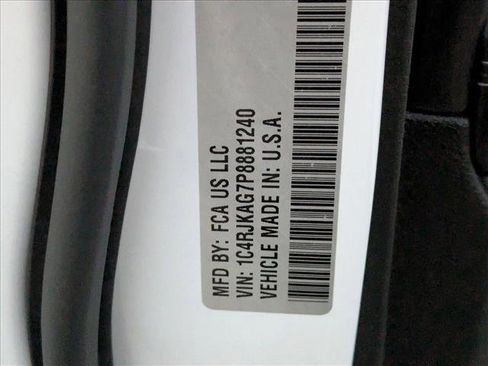 MFD BY: FCA US LLC
VIN: 1C4RJKAG7P8881240
VEHICLE MADE IN: U.S.A.